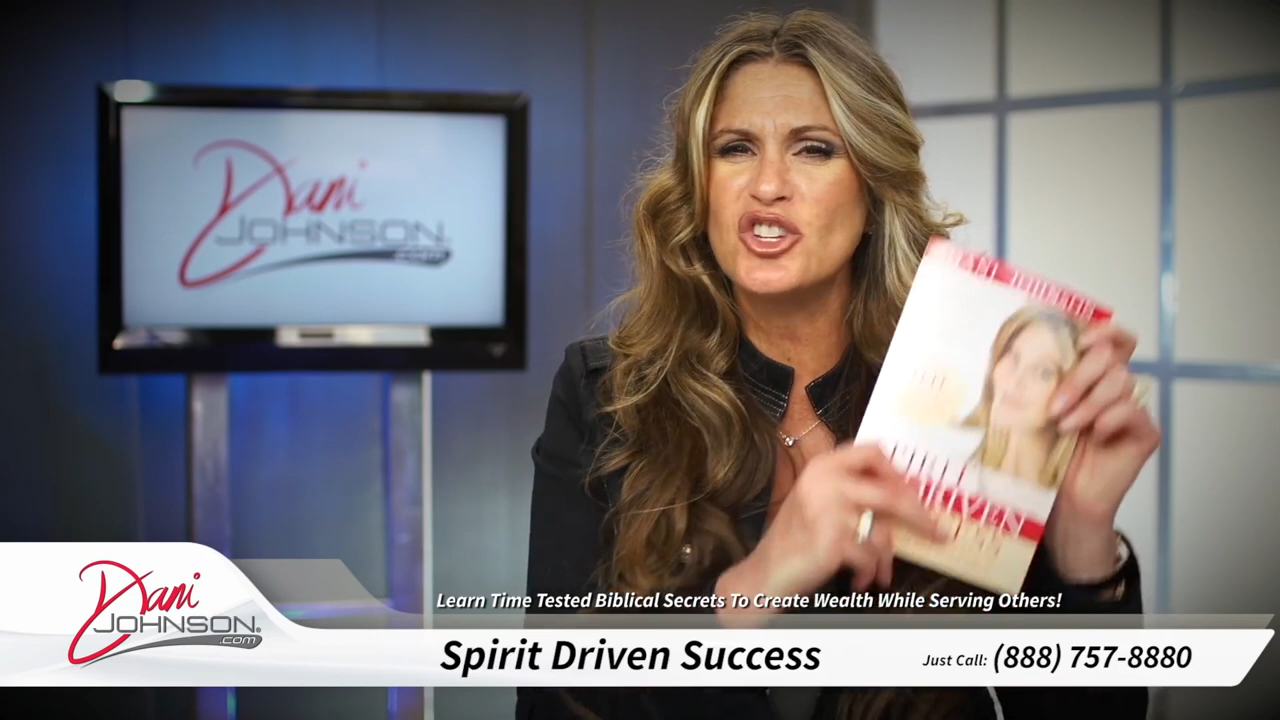 Dani
JOHNSON
.com
DRIVEN
Learn Time Tested Biblical Secrets To Create Wealth While Serving Others!
Dani
JOHNSON®
.COM
Spirit Driven Success
Just Call: (888) 757-8880